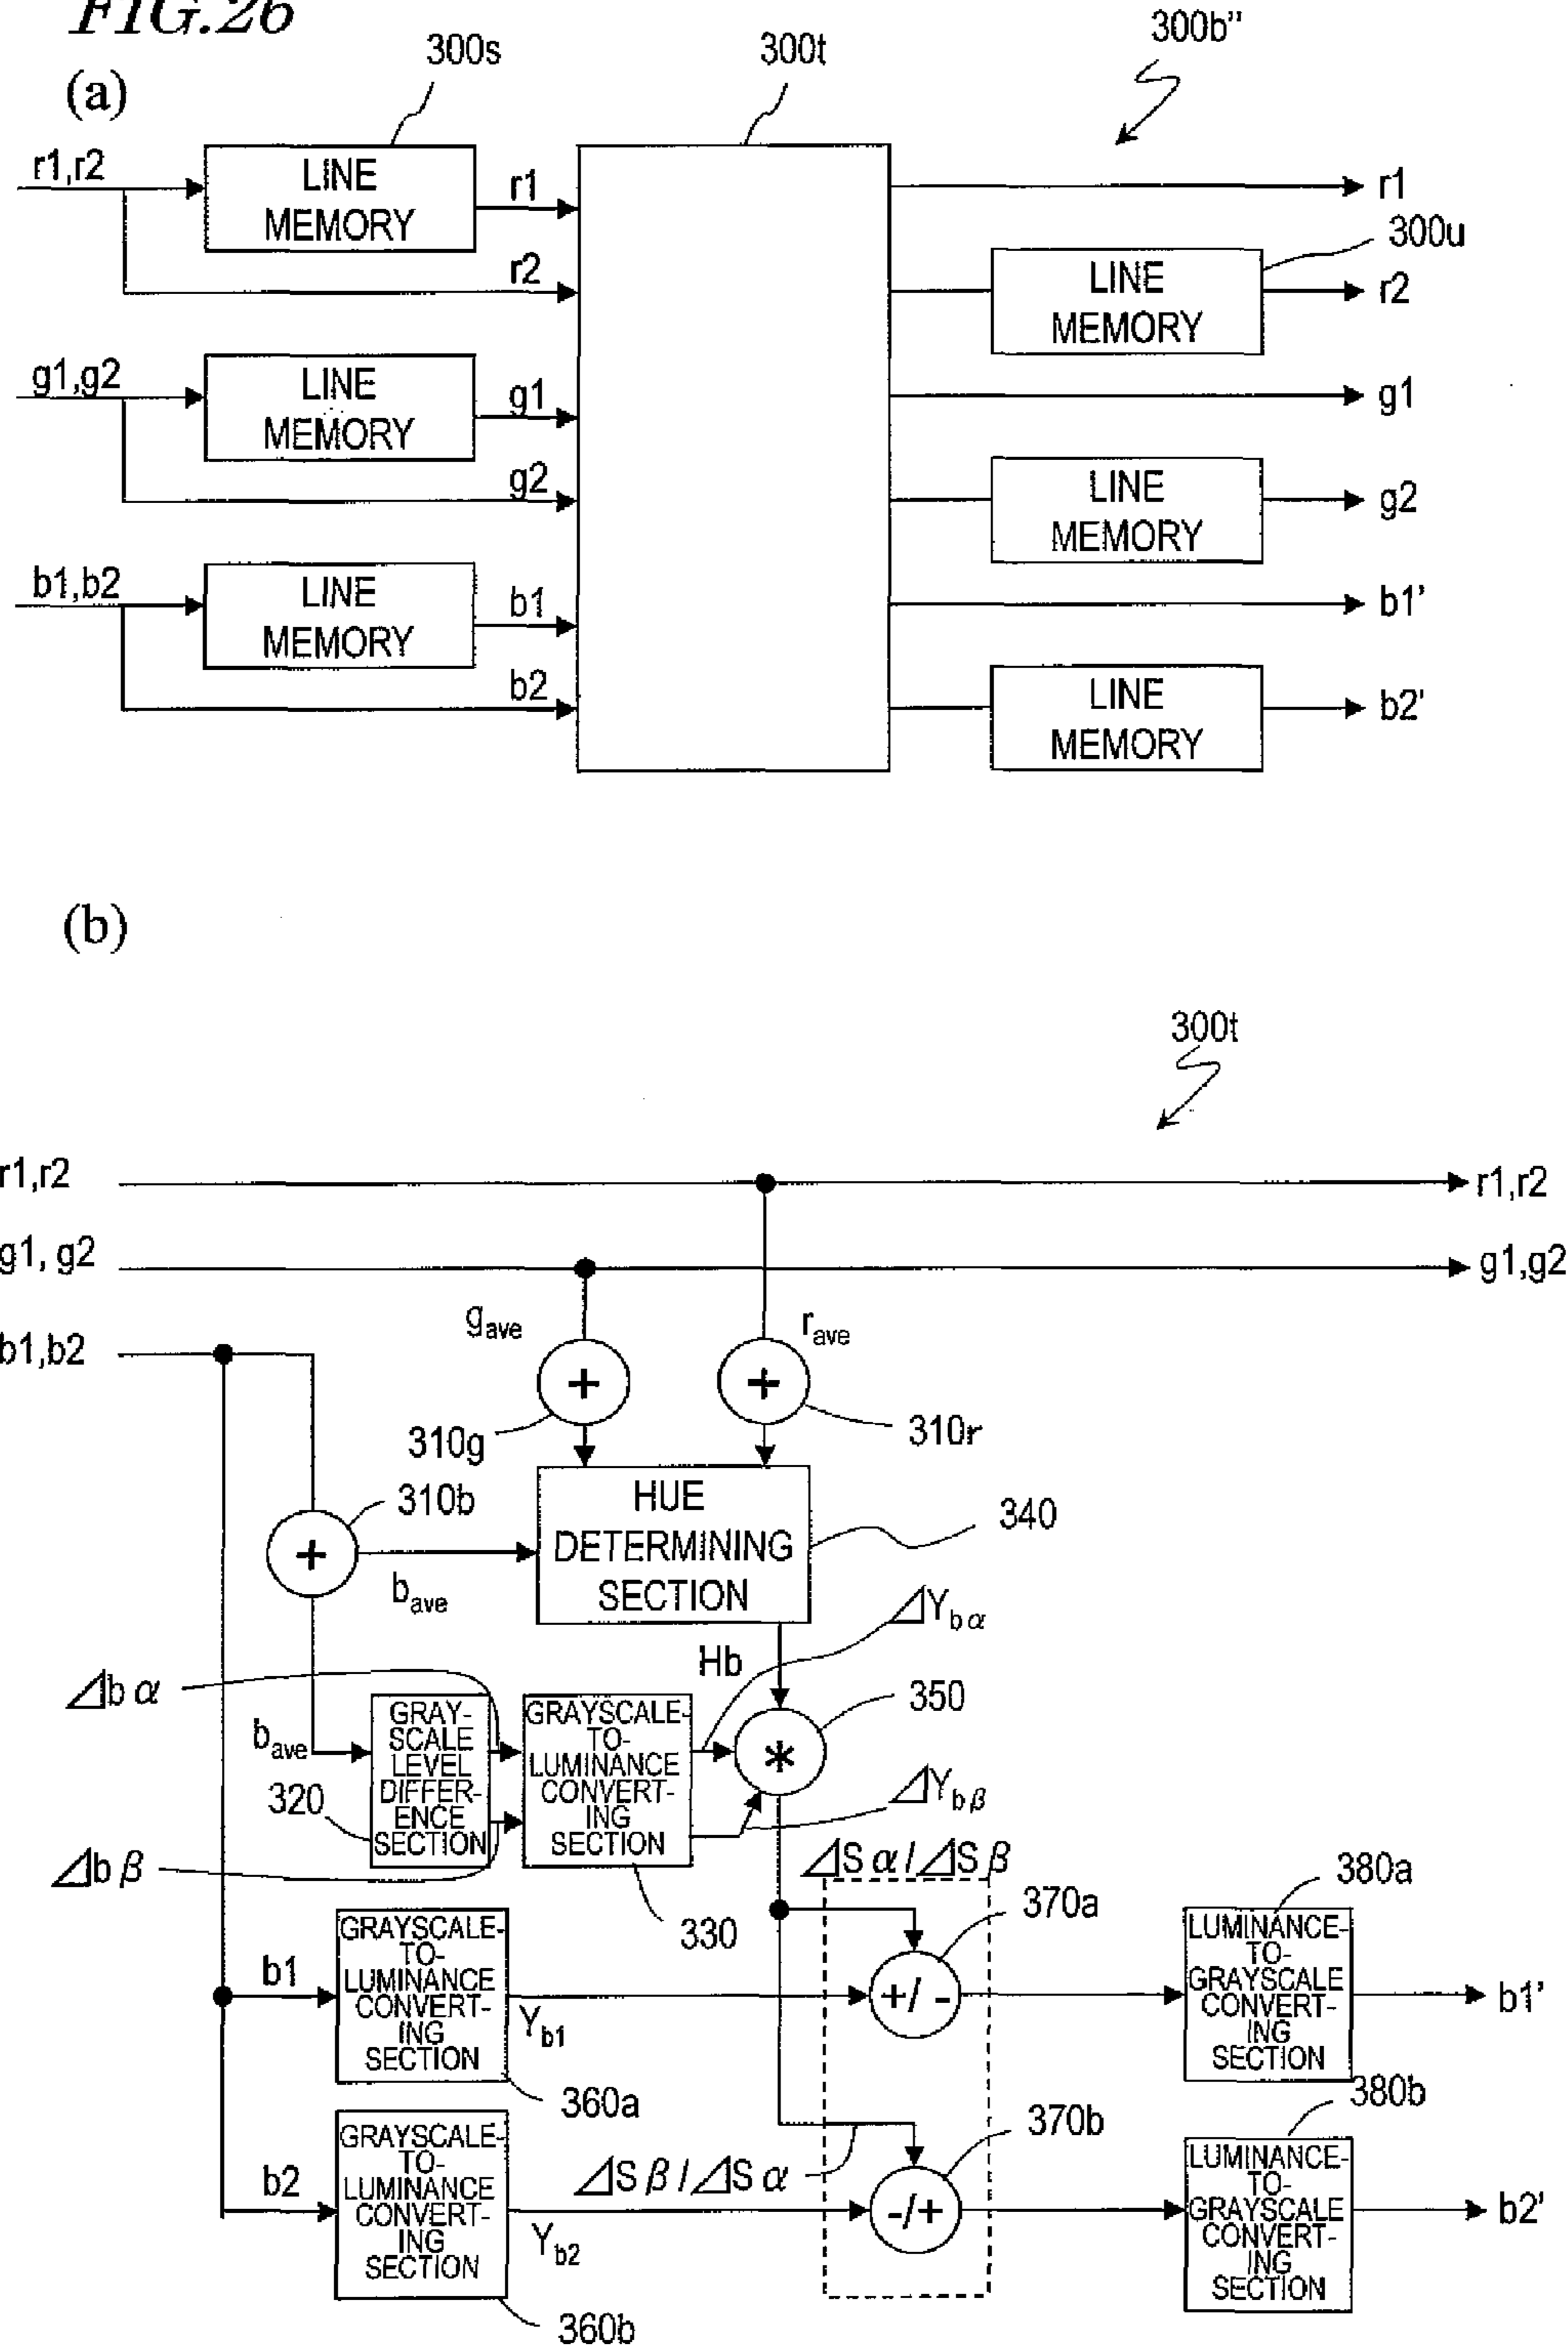 FIG.26
(a)
300s
300t
300b"
r1,r2
LINE
MEMORY
r1
r2
r1
300u
LINE
MEMORY
r2
g1,g2
LINE
MEMORY
g1
g2
g1
LINE
MEMORY
g2
b1,b2
LINE
MEMORY
b1
b2
b1'
LINE
MEMORY
b2'
(b)
300t
r1,r2
r1,r2
g1, g2
g1,g2
b1,b2
gave
rave
+
+
310g
310r
310b
+
bave
HUE
DETERMINING
SECTION
340
Hb
⊿Ybα
⊿bα
bave
GRAY-
SCALE
LEVEL
DIFFER-
ENCE
SECTION
320
⊿bβ
GRAYSCALE-
TO-
LUMINANCE
CONVERT-
ING
SECTION
330
*
350
⊿Ybβ
⊿Sα/⊿Sβ
b1
GRAYSCALE-
TO-
LUMINANCE
CONVERT-
ING
SECTION
360a
Yb1
+/-
370a
380a
LUMINANCE-
TO-
GRAYSCALE
CONVERT-
ING
SECTION
b1'
b2
GRAYSCALE-
TO-
LUMINANCE
CONVERT-
ING
SECTION
360b
Yb2
⊿Sβ/⊿Sα
-/+
370b
380b
LUMINANCE-
TO-
GRAYSCALE
CONVERT-
ING
SECTION
b2'